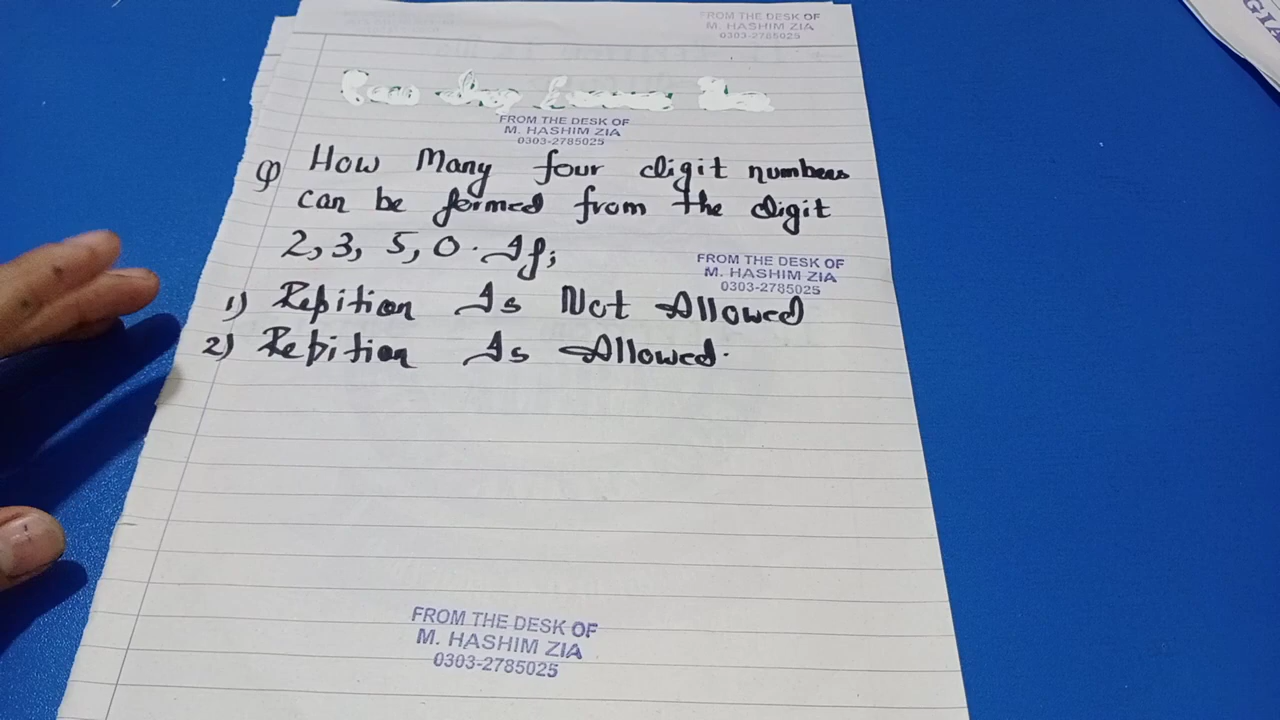 FROM THE DESK OF
M. HASHIM ZIA
0303-2785025
FROM THE DESK OF
M. HASHIM ZIA
0303-2785025
Q How Many four digit numbers
can be formed from the digit
2, 3, 5, 0. If;
FROM THE DESK OF
M. HASHIM ZIA
0303-2785025
1) Repition Is Not Allowed
2) Repition Is Allowed.
FROM THE DESK OF
M. HASHIM ZIA
0303-2785025
GIA